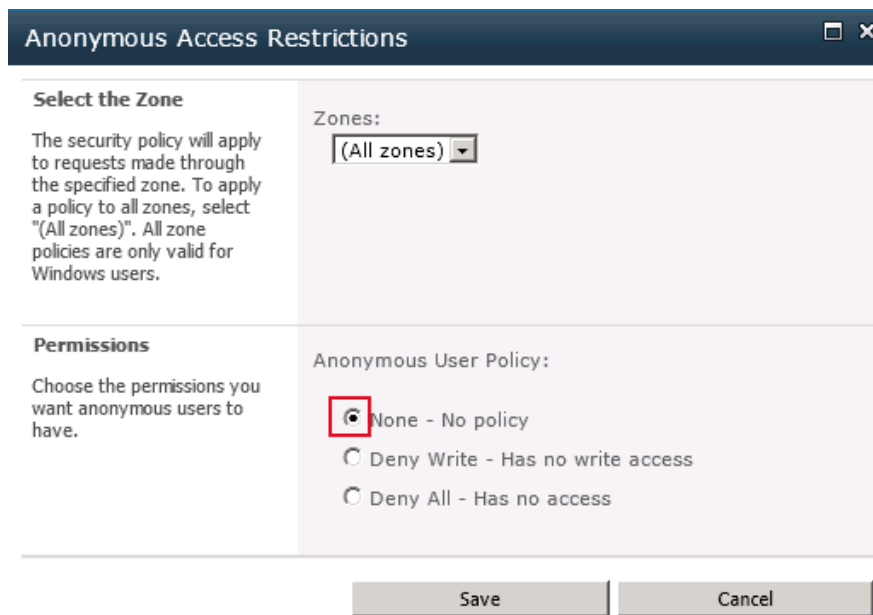 Anonymous Access Restrictions
Select the Zone
The security policy will apply
to requests made through
the specified zone. To apply
a policy to all zones, select
"(All zones)". All zone
policies are only valid for
Windows users.
Zones:
(All zones)
Permissions
Choose the permissions you
want anonymous users to
have.
Anonymous User Policy:
None - No policy
Deny Write - Has no write access
Deny All - Has no access
Save
Cancel